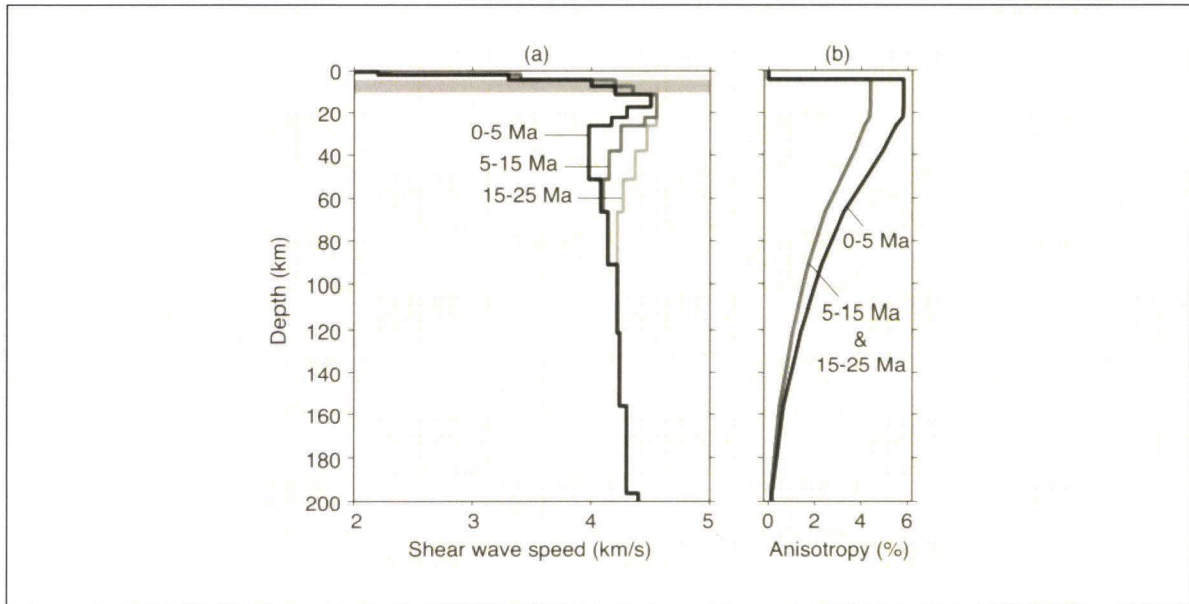 (a)
(b)
0
20
40
60
80
100
120
140
160
180
200
Depth (km)
0-5 Ma
5-15 Ma
15-25 Ma
2
3
4
5
Shear wave speed (km/s)
0-5 Ma
5-15 Ma
&
15-25 Ma
0
2
4
6
Anisotropy (%)